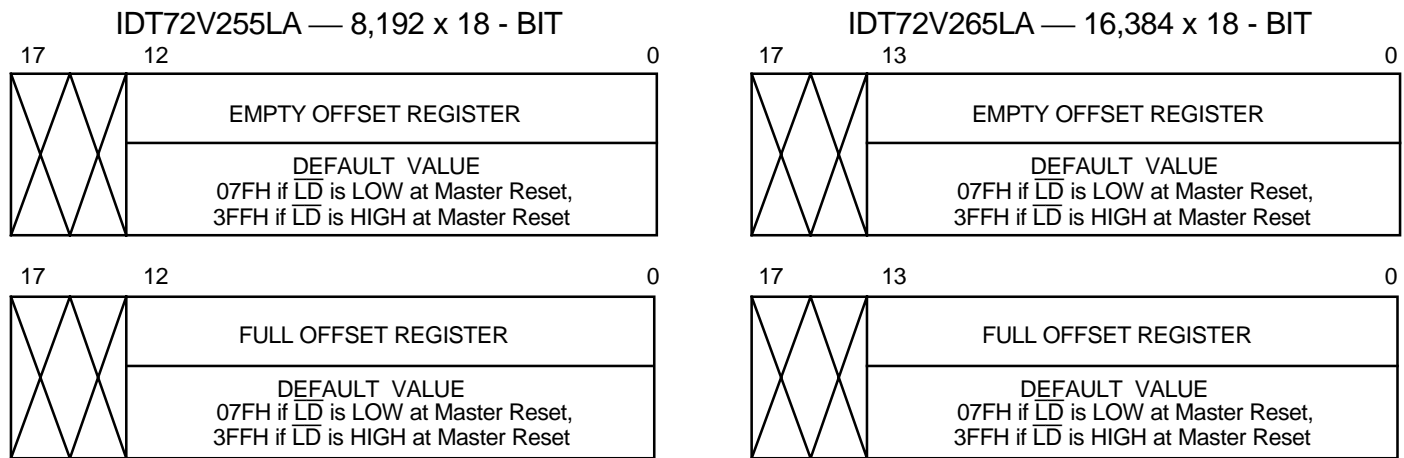 IDT72V255LA — 8,192 x 18 - BIT
17 12 0
EMPTY OFFSET REGISTER
DEFAULT VALUE
07FH if LD is LOW at Master Reset,
3FFH if LD is HIGH at Master Reset
17 12 0
FULL OFFSET REGISTER
DEFAULT VALUE
07FH if LD is LOW at Master Reset,
3FFH if LD is HIGH at Master Reset
IDT72V265LA — 16,384 x 18 - BIT
17 13 0
EMPTY OFFSET REGISTER
DEFAULT VALUE
07FH if LD is LOW at Master Reset,
3FFH if LD is HIGH at Master Reset
17 13 0
FULL OFFSET REGISTER
DEFAULT VALUE
07FH if LD is LOW at Master Reset,
3FFH if LD is HIGH at Master Reset